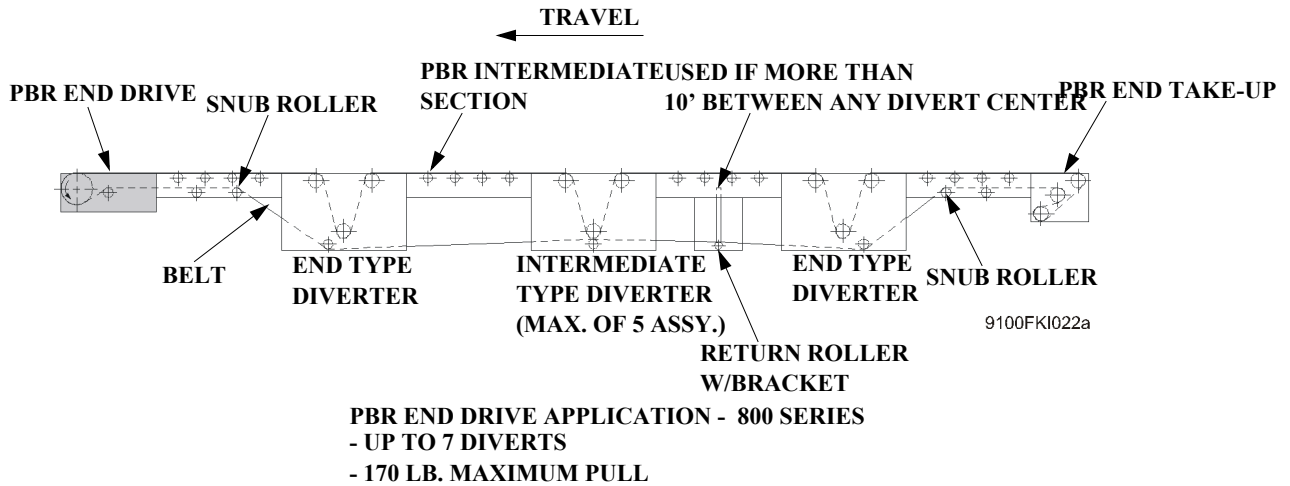 TRAVEL
PBR END DRIVE
SNUB ROLLER
PBR INTERMEDIATE
SECTION
USED IF MORE THAN
10’ BETWEEN ANY DIVERT CENTER
PBR END TAKE-UP
BELT
END TYPE
DIVERTER
INTERMEDIATE
TYPE DIVERTER
(MAX. OF 5 ASSY.)
END TYPE
DIVERTER
SNUB ROLLER
9100FKI022a
RETURN ROLLER
W/BRACKET
PBR END DRIVE APPLICATION - 800 SERIES
- UP TO 7 DIVERTS
- 170 LB. MAXIMUM PULL